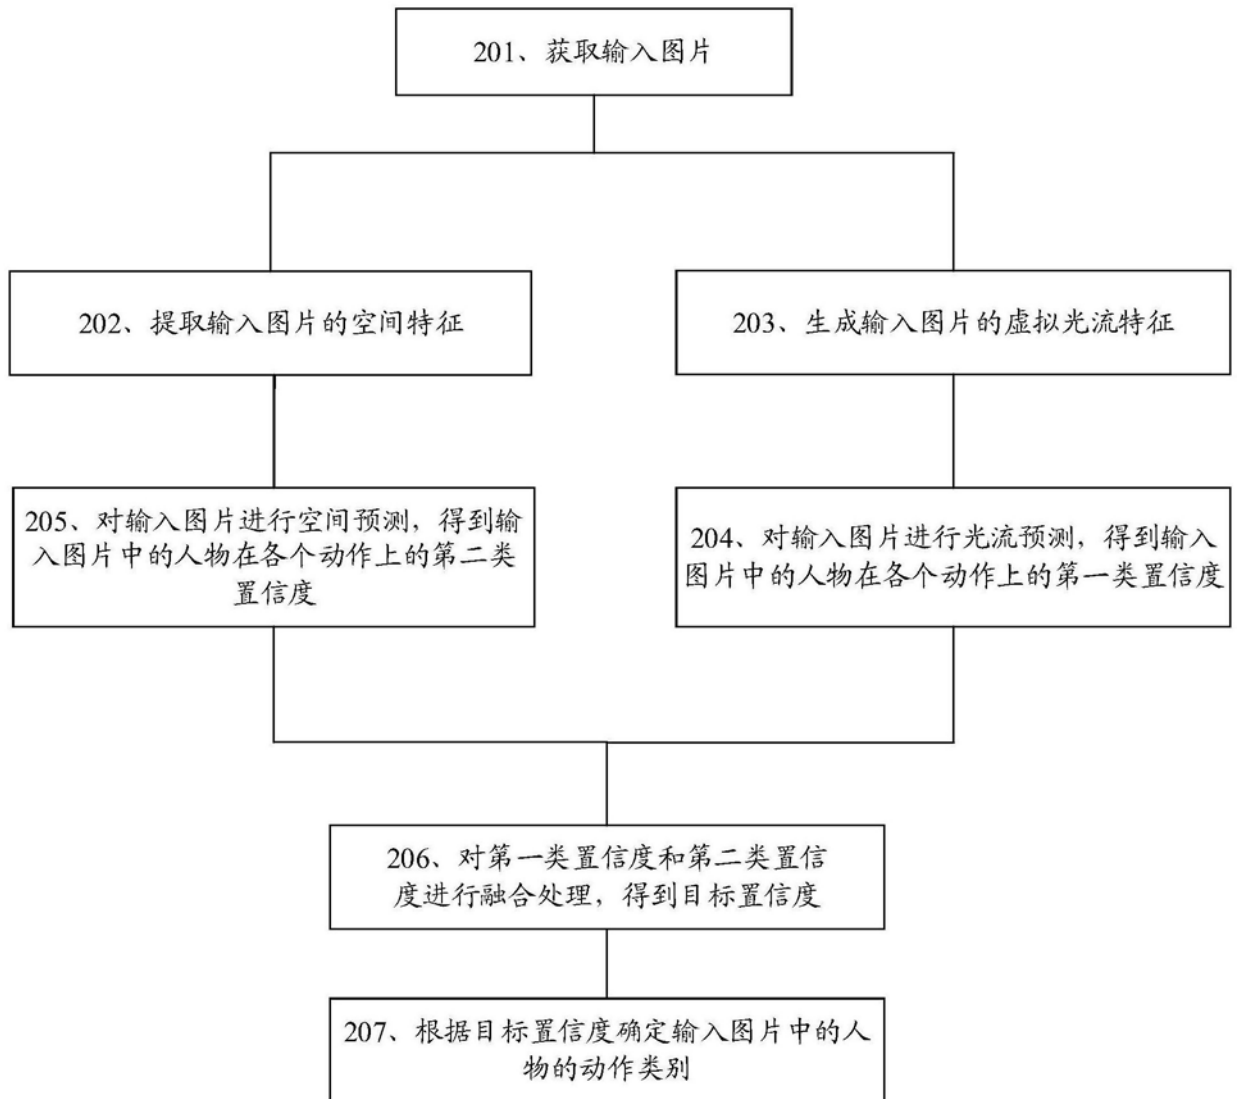 201、获取输入图片
202、提取输入图片的空间特征
203、生成输入图片的虚拟光流特征
205、对输入图片进行空间预测，得到输
入图片中的人物在各个动作上的第二类
置信度
204、对输入图片进行光流预测，得到输入
图片中的人物在各个动作上的第一类置信度
206、对第一类置信度和第二类置信
度进行融合处理，得到目标置信度
207、根据目标置信度确定输入图片中的人
物的动作类别